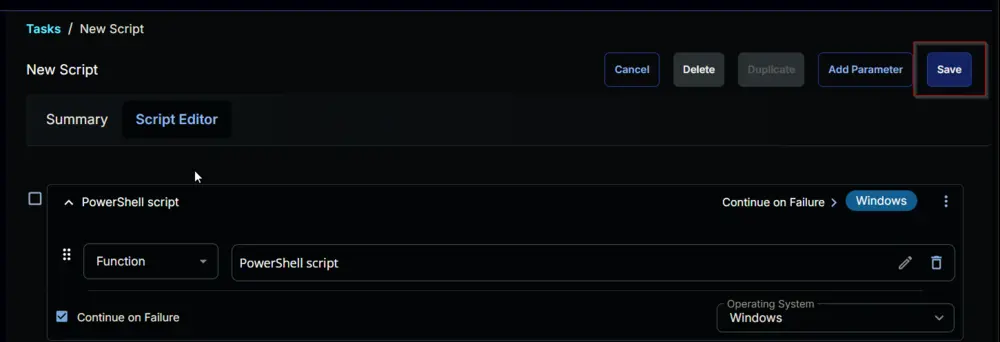 Tasks / New Script
New Script
Cancel
Delete
Duplicate
Add Parameter
Save
Summary
Script Editor
PowerShell script
Continue on Failure >
Windows
Function
PowerShell script
Continue on Failure
Operating System
Windows